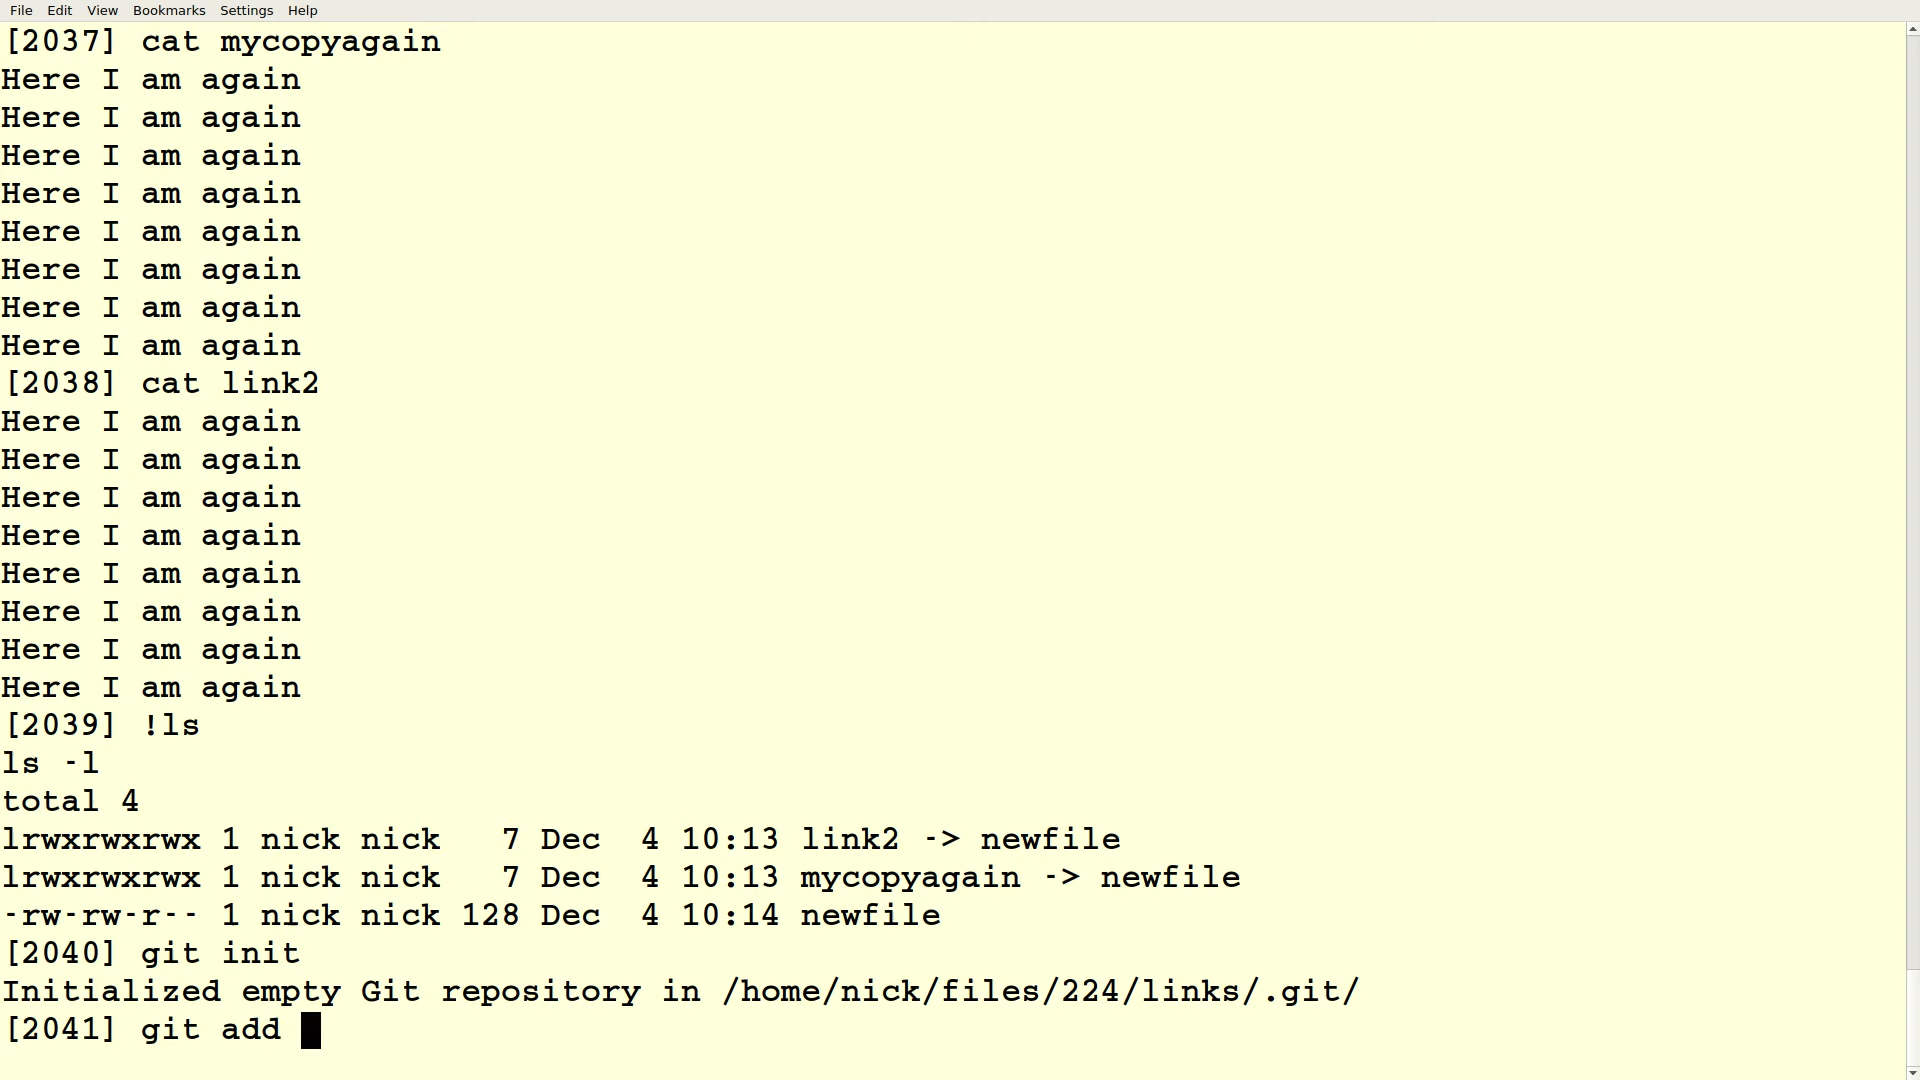 File Edit View Bookmarks Settings Help
[2037] cat mycopyagain
Here I am again
Here I am again
Here I am again
Here I am again
Here I am again
Here I am again
Here I am again
Here I am again
[2038] cat link2
Here I am again
Here I am again
Here I am again
Here I am again
Here I am again
Here I am again
Here I am again
Here I am again
[2039] !ls
ls -l
total 4
lrwxrwxrwx 1 nick nick   7 Dec  4 10:13 link2 -> newfile
lrwxrwxrwx 1 nick nick   7 Dec  4 10:13 mycopyagain -> newfile
-rw-rw-r-- 1 nick nick 128 Dec  4 10:14 newfile
[2040] git init
Initialized empty Git repository in /home/nick/files/224/links/.git/
[2041] git add